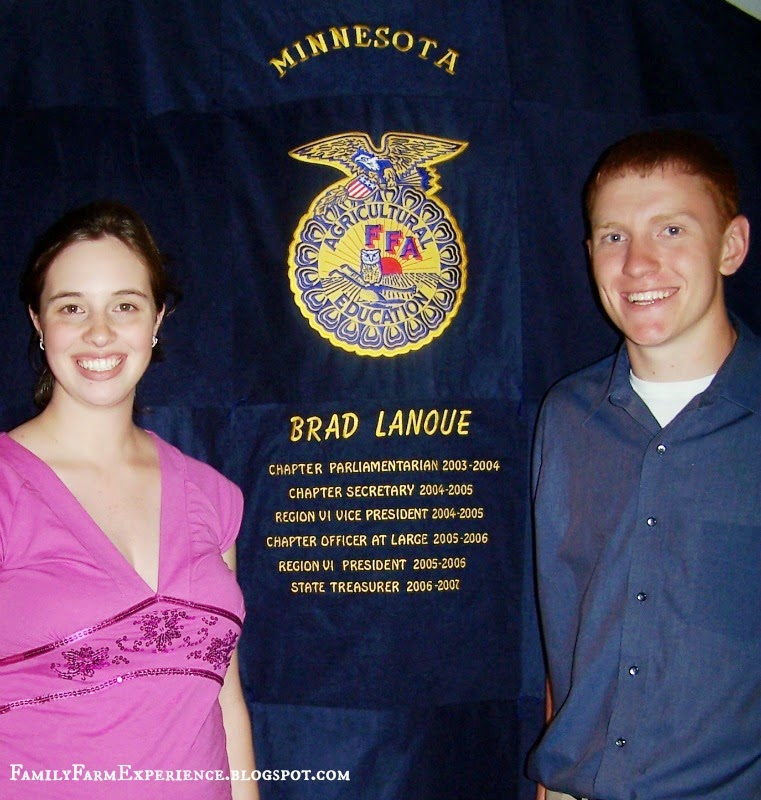 MINNESOTA
AGRICULTURAL
FFA
EDUCATION
BRAD LANOUE
CHAPTER PARLIAMENTARIAN 2003-2004
CHAPTER SECRETARY 2004-2005
REGION VI VICE PRESIDENT 2004-2005
CHAPTER OFFICER AT LARGE 2005-2006
REGION VI PRESIDENT 2005-2006
STATE TREASURER 2006-2007
FAMILYFARMEXPERIENCE.BLOGSPOT.COM